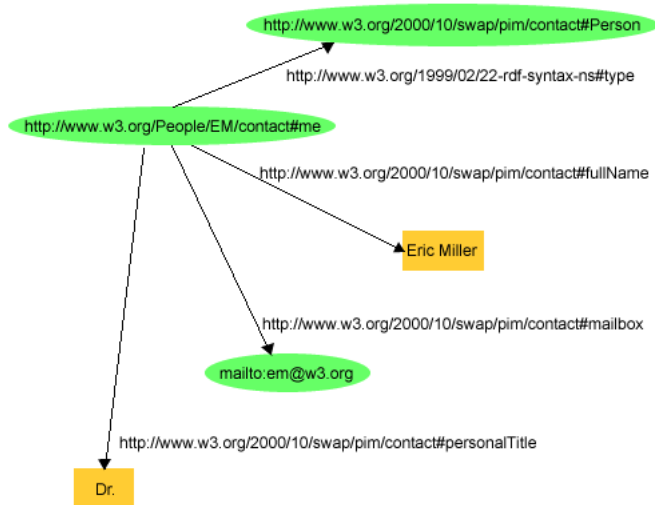 http://www.w3.org/2000/10/swap/pim/contact#Person
http://www.w3.org/1999/02/22-rdf-syntax-ns#type
http://www.w3.org/People/EM/contact#me
http://www.w3.org/2000/10/swap/pim/contact#fullName
Eric Miller
http://www.w3.org/2000/10/swap/pim/contact#mailbox
mailto:em@w3.org
http://www.w3.org/2000/10/swap/pim/contact#personalTitle
Dr.